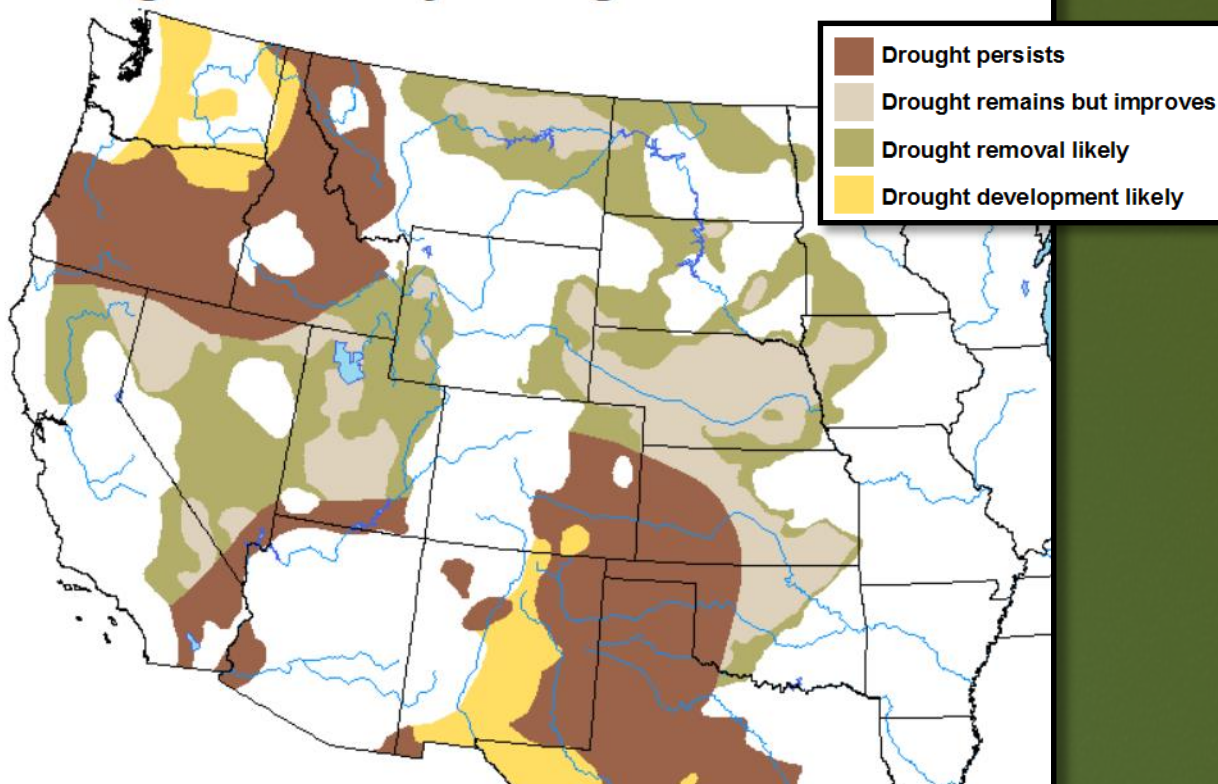 Drought persists
Drought remains but improves
Drought removal likely
Drought development likely